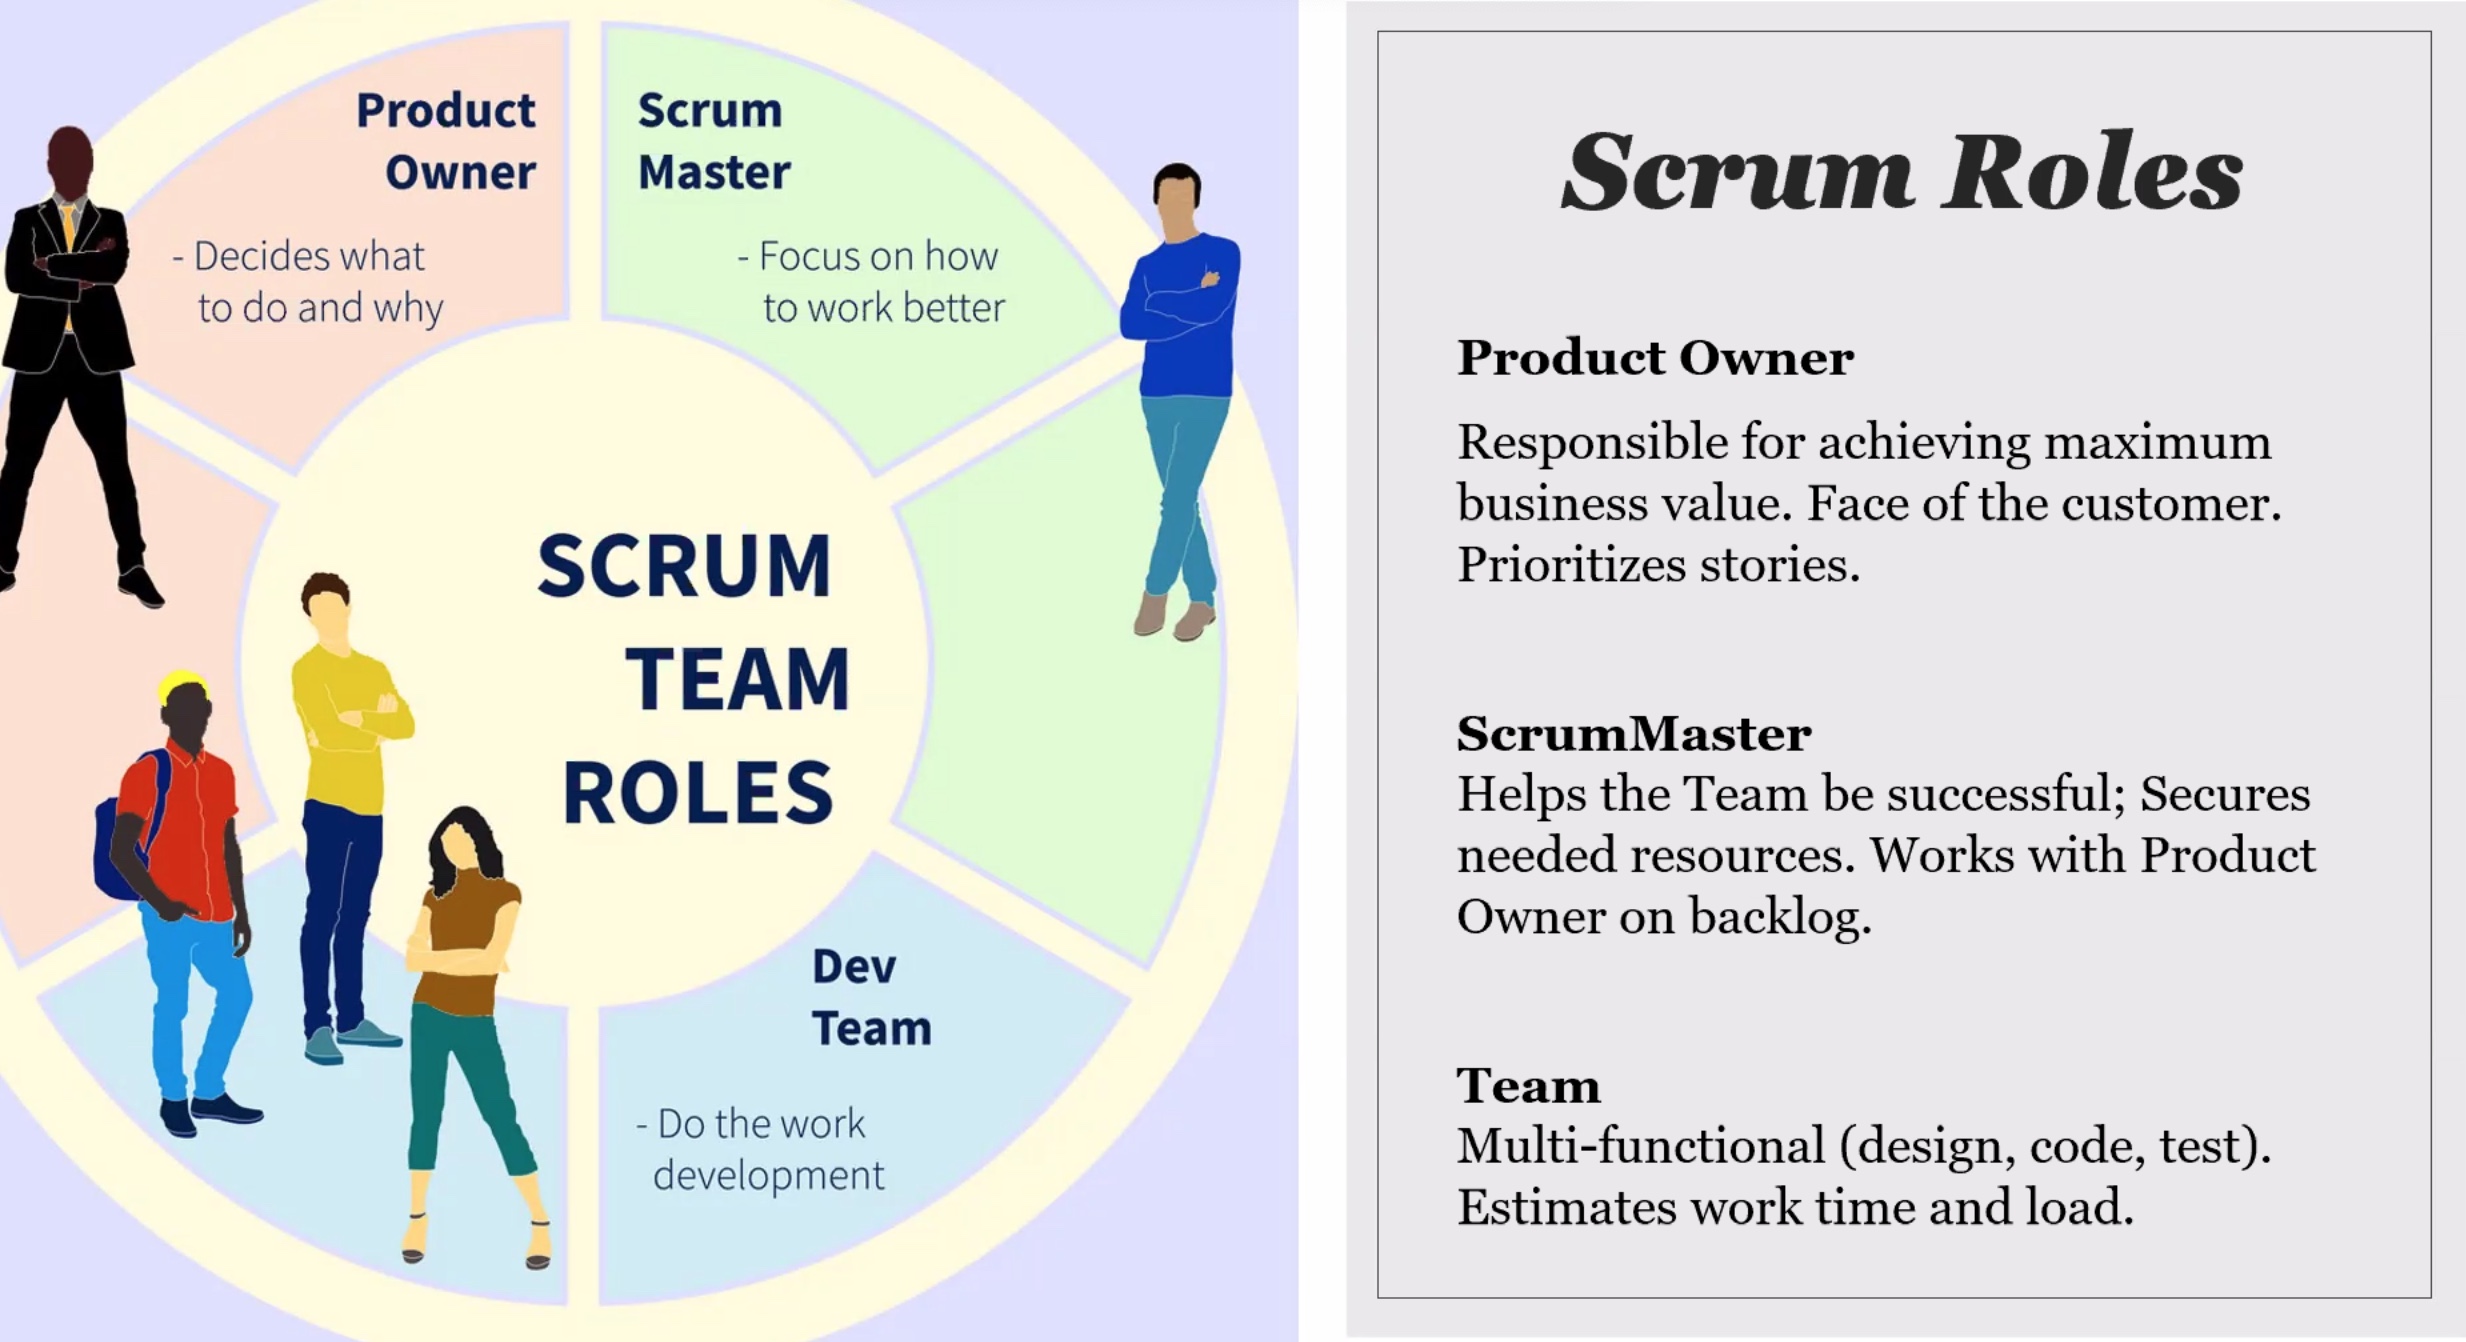 Product
Owner
- Decides what
to do and why
Scrum
Master
- Focus on how
to work better
SCRUM
TEAM
ROLES
Dev
Team
- Do the work
development
Scrum Roles
Product Owner
Responsible for achieving maximum
business value. Face of the customer.
Prioritizes stories.
ScrumMaster
Helps the Team be successful; Secures
needed resources. Works with Product
Owner on backlog.
Team
Multi-functional (design, code, test).
Estimates work time and load.